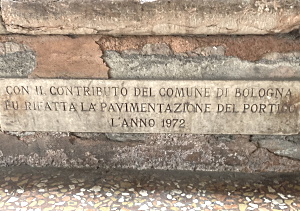 CON IL CONTRIBUTO DEL COMUNE DI BOLOGNA
FU RIFATTA LA PAVIMENTAZIONE DEL PORTICO
L'ANNO 1972